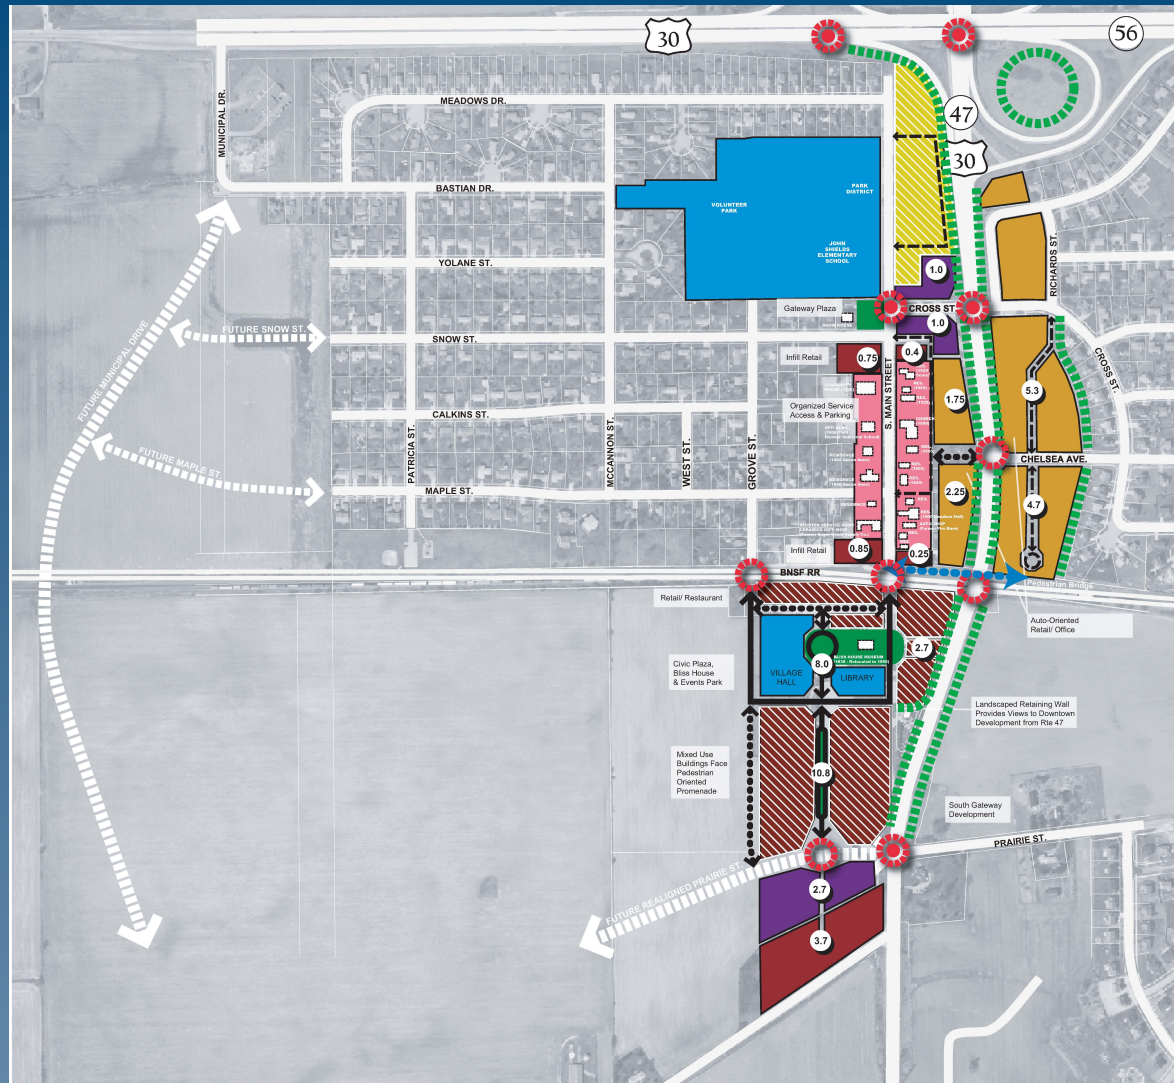 30
56
MEADOWS DR.
MUNICIPAL DR.
47
30
BASTIAN DR.
PARK
DISTRICT
VOLUNTEER
PARK
JOHN
SHIELDS
ELEMENTARY
SCHOOL
RICHARDS ST.
YOLANE ST.
1.0
Gateway Plaza
CROSS ST.
1.0
FUTURE MUNICIPAL DRIVE
FUTURE SNOW ST.
SNOW ST.
Infill Retail
0.75
0.4
S. MAIN STREET
CROSS ST.
5.3
1.75
Organized Service
Access & Parking
CALKINS ST.
PATRICIA ST.
MCCANNON ST.
WEST ST.
GROVE ST.
FUTURE MAPLE ST.
CHELSEA AVE.
MAPLE ST.
2.25
4.7
Infill Retail
0.85
0.25
BNSF RR
Pedestrian Bridge
Retail/ Restaurant
Auto-Oriented
Retail/ Office
Civic Plaza,
Bliss House
& Events Park
BLISS HOUSE MUSEUM
2.7
8.0
VILLAGE
HALL
LIBRARY
Landscaped Retaining Wall
Provides Views to Downtown
Development from Rte 47
Mixed Use
Buildings Face
Pedestrian
Oriented
Promenade
10.8
South Gateway
Development
PRAIRIE ST.
FUTURE REALIGNED PRAIRIE ST.
2.7
3.7